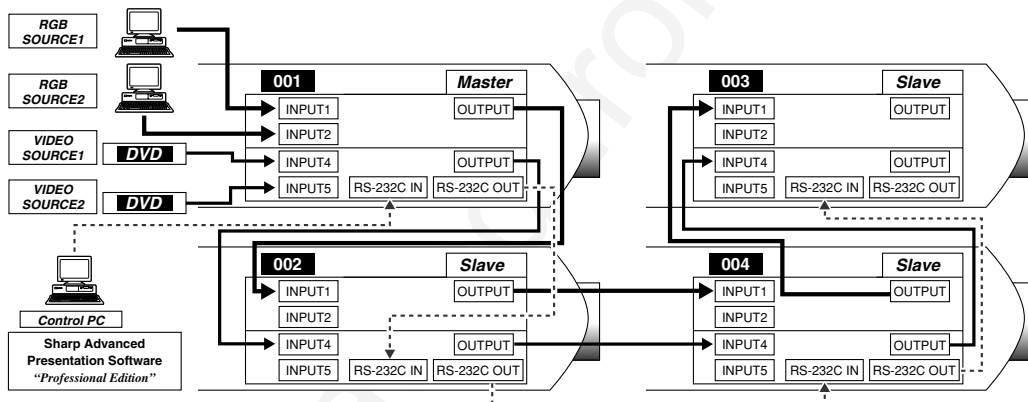 RGB
SOURCE1
RGB
SOURCE2
VIDEO
SOURCE1
DVD
VIDEO
SOURCE2
DVD
Control PC
Sharp Advanced
Presentation Software
“Professional Edition”
001
Master
INPUT1
OUTPUT
INPUT2
INPUT4
OUTPUT
INPUT5
RS-232C IN
RS-232C OUT
002
Slave
INPUT1
OUTPUT
INPUT2
INPUT4
OUTPUT
INPUT5
RS-232C IN
RS-232C OUT
003
Slave
INPUT1
OUTPUT
INPUT2
INPUT4
OUTPUT
INPUT5
RS-232C IN
RS-232C OUT
004
Slave
INPUT1
OUTPUT
INPUT2
INPUT4
OUTPUT
INPUT5
RS-232C IN
RS-232C OUT